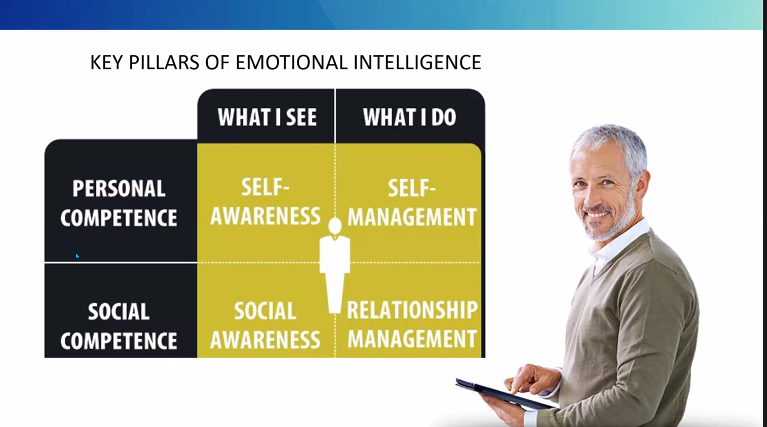 KEY PILLARS OF EMOTIONAL INTELLIGENCE
WHAT I SEE
WHAT I DO
PERSONAL
COMPETENCE
SELF-
AWARENESS
SELF-
MANAGEMENT
SOCIAL
COMPETENCE
SOCIAL
AWARENESS
RELATIONSHIP
MANAGEMENT